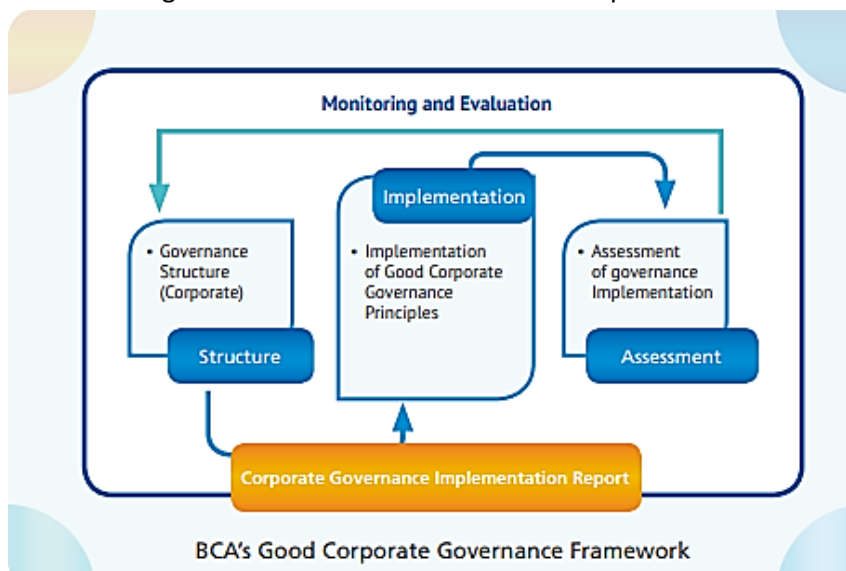 Monitoring and Evaluation
Implementation
• Governance
Structure
(Corporate)
• Implementation
of Good Corporate
Governance
Principles
• Assessment
of governance
Implementation
Structure
Assessment
Corporate Governance Implementation Report
BCA's Good Corporate Governance Framework